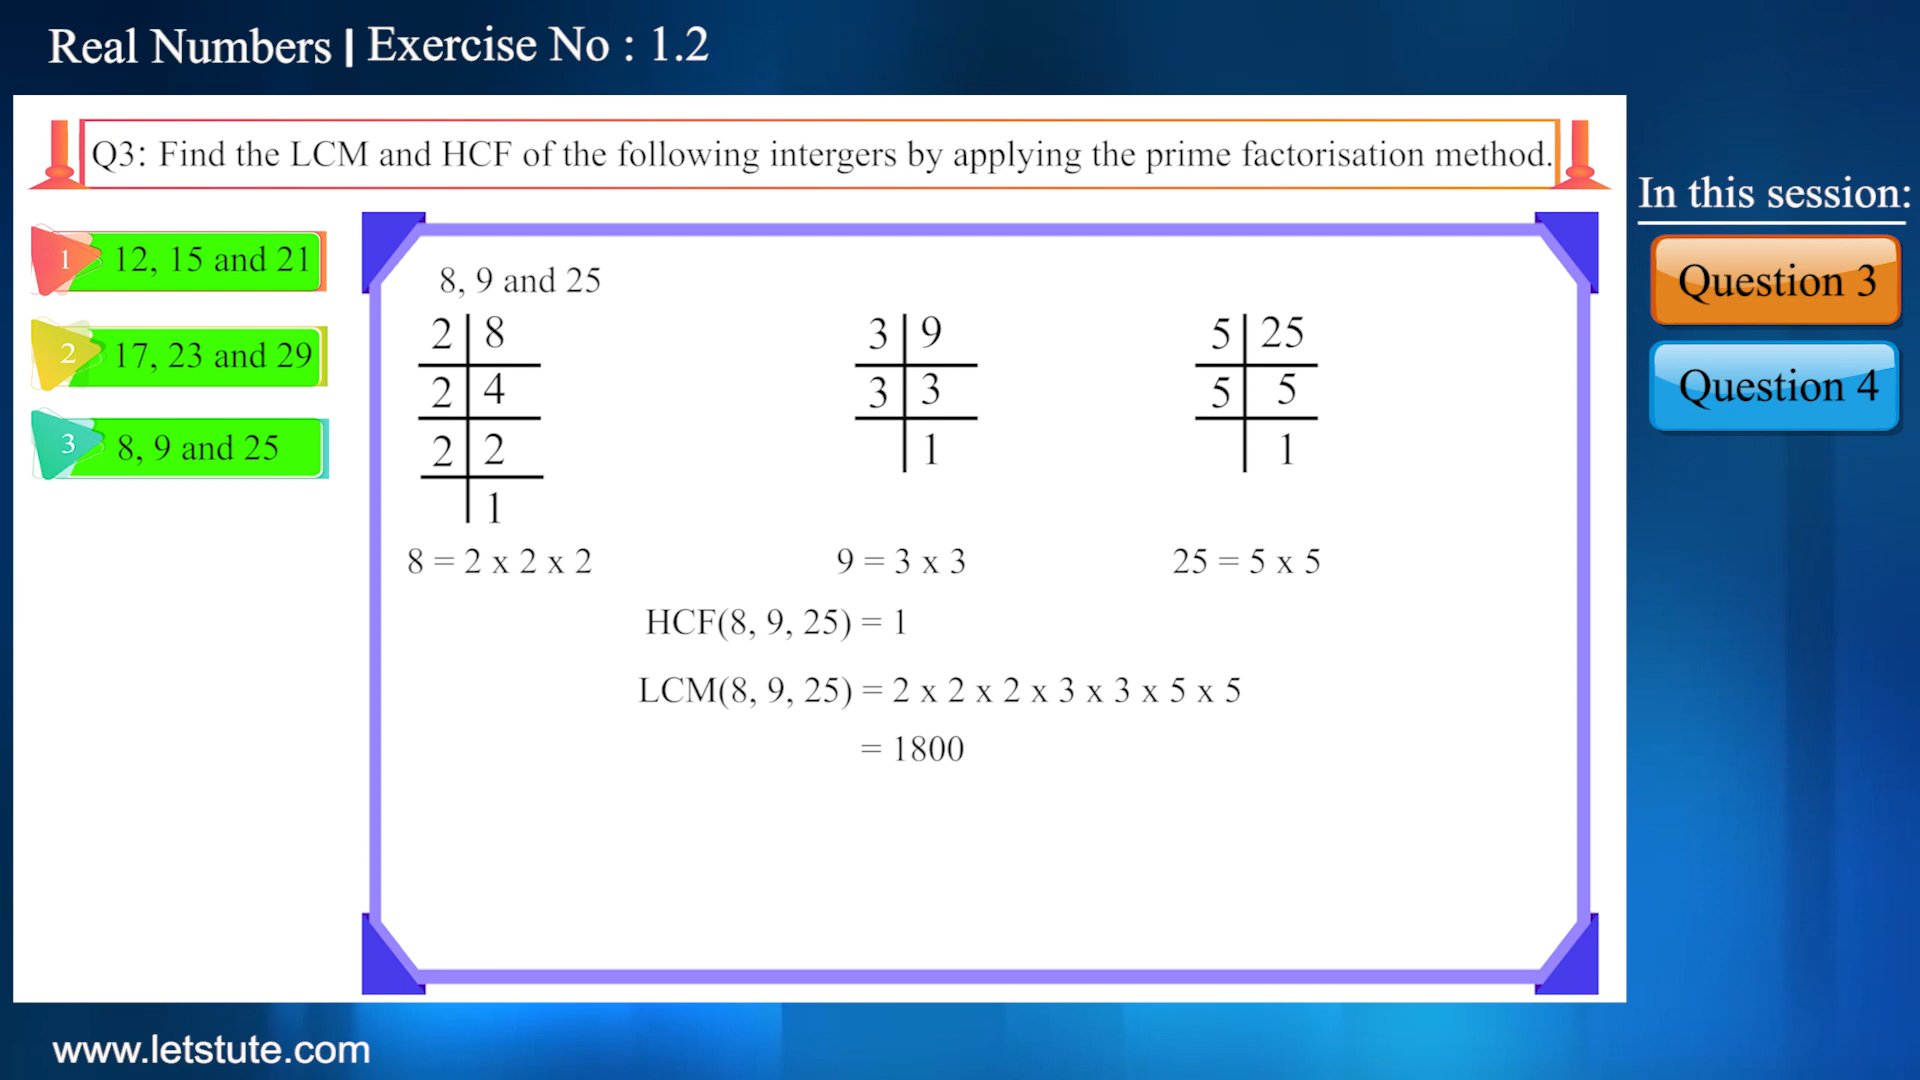 Real Numbers | Exercise No : 1.2
Q3: Find the LCM and HCF of the following intergers by applying the prime factorisation method.
In this session:
Question 3
Question 4
1 12, 15 and 21
2 17, 23 and 29
3 8, 9 and 25
8, 9 and 25
2 8 3 9 5 25
2 4 3 3 5 5
2 2 1 1
1
8 = 2 x 2 x 2 9 = 3 x 3 25 = 5 x 5
HCF(8, 9, 25) = 1
LCM(8, 9, 25) = 2 x 2 x 2 x 3 x 3 x 5 x 5
= 1800
www.letstute.com